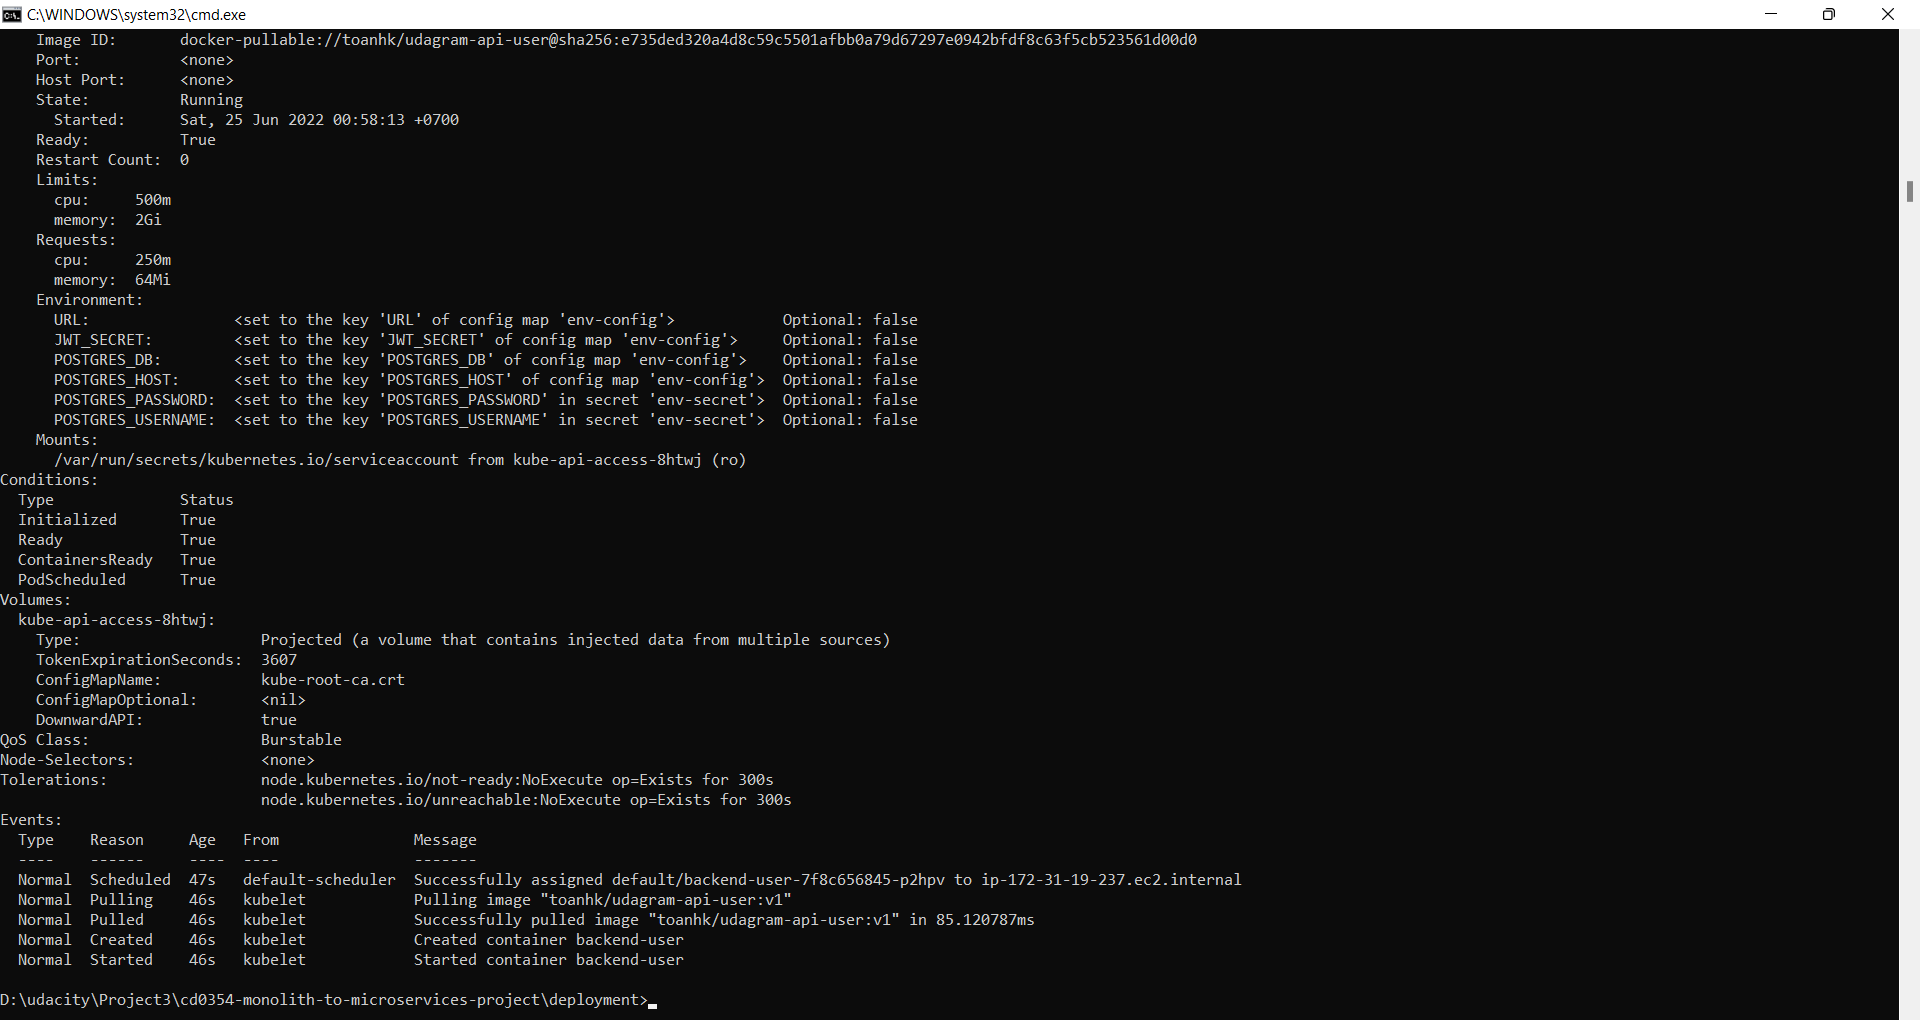 C:\WINDOWS\system32\cmd.exe
Image ID: docker-pullable://toanhk/udagram-api-user@sha256:e735ded320a4d8c59c5501afbb0a79d67297e0942bfdf8c63f5cb523561d00d0
Port: <none>
Host Port: <none>
State: Running
Started: Sat, 25 Jun 2022 00:58:13 +0700
Ready: True
Restart Count: 0
Limits:
cpu: 500m
memory: 2Gi
Requests:
cpu: 250m
memory: 64Mi
Environment:
URL: <set to the key 'URL' of config map 'env-config'> Optional: false
JWT_SECRET: <set to the key 'JWT_SECRET' of config map 'env-config'> Optional: false
POSTGRES_DB: <set to the key 'POSTGRES_DB' of config map 'env-config'> Optional: false
POSTGRES_HOST: <set to the key 'POSTGRES_HOST' of config map 'env-config'> Optional: false
POSTGRES_PASSWORD: <set to the key 'POSTGRES_PASSWORD' in secret 'env-secret'> Optional: false
POSTGRES_USERNAME: <set to the key 'POSTGRES_USERNAME' in secret 'env-secret'> Optional: false
Mounts:
/var/run/secrets/kubernetes.io/serviceaccount from kube-api-access-8htwj (ro)
Conditions:
Type Status
Initialized True
Ready True
ContainersReady True
PodScheduled True
Volumes:
kube-api-access-8htwj:
Type: Projected (a volume that contains injected data from multiple sources)
TokenExpirationSeconds: 3607
ConfigMapName: kube-root-ca.crt
ConfigMapOptional: <nil>
DownwardAPI: true
QoS Class: Burstable
Node-Selectors: <none>
Tolerations: node.kubernetes.io/not-ready:NoExecute op=Exists for 300s
node.kubernetes.io/unreachable:NoExecute op=Exists for 300s
Events:
Type Reason Age From Message
---- ------ ---- ---- -------
Normal Scheduled 47s default-scheduler Successfully assigned default/backend-user-7f8c656845-p2hpv to ip-172-31-19-237.ec2.internal
Normal Pulling 46s kubelet Pulling image "toanhk/udagram-api-user:v1"
Normal Pulled 46s kubelet Successfully pulled image "toanhk/udagram-api-user:v1" in 85.120787ms
Normal Created 46s kubelet Created container backend-user
Normal Started 46s kubelet Started container backend-user
D:\udacity\Project3\cd0354-monolith-to-microservices-project\deployment>